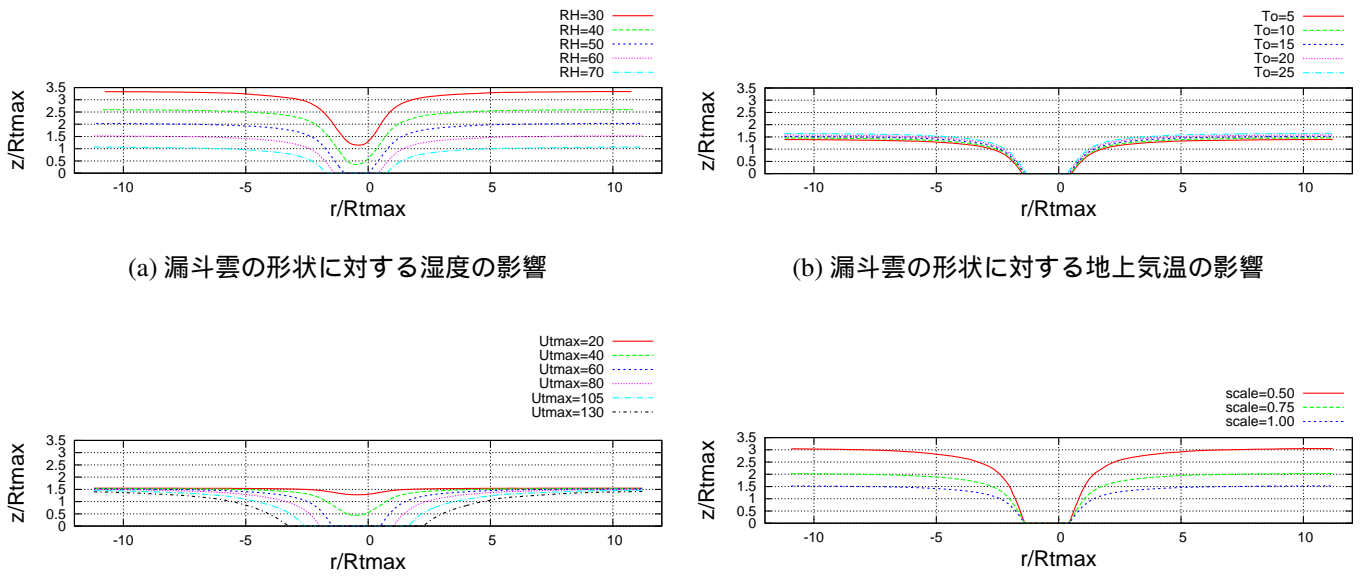 RH=30
RH=40
RH=50
RH=60
RH=70
3.5
3
2.5
2
1.5
1
0.5
0
z/Rtmax
-10 -5 0 5 10
r/Rtmax
(a) 漏斗雲の形状に対する湿度の影響
To=5
To=10
To=15
To=20
To=25
3.5
3
2.5
2
1.5
1
0.5
0
z/Rtmax
-10 -5 0 5 10
r/Rtmax
(b) 漏斗雲の形状に対する地上気温の影響
Utmax=20
Utmax=40
Utmax=60
Utmax=80
Utmax=105
Utmax=130
3.5
3
2.5
2
1.5
1
0.5
0
z/Rtmax
-10 -5 0 5 10
r/Rtmax
scale=0.50
scale=0.75
scale=1.00
3.5
3
2.5
2
1.5
1
0.5
0
z/Rtmax
-10 -5 0 5 10
r/Rtmax